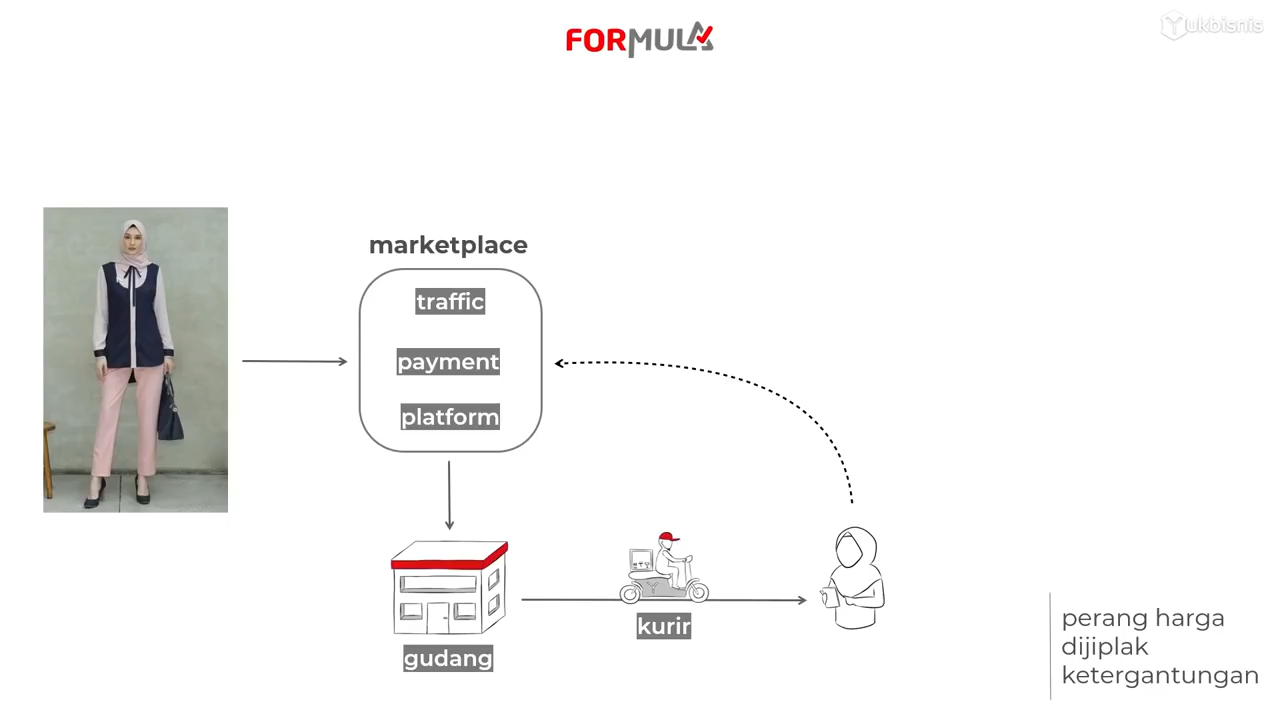 FORMULA
Yukbisnis
marketplace
traffic
payment
platform
gudang
kurir
perang harga
dijiplak
ketergantungan